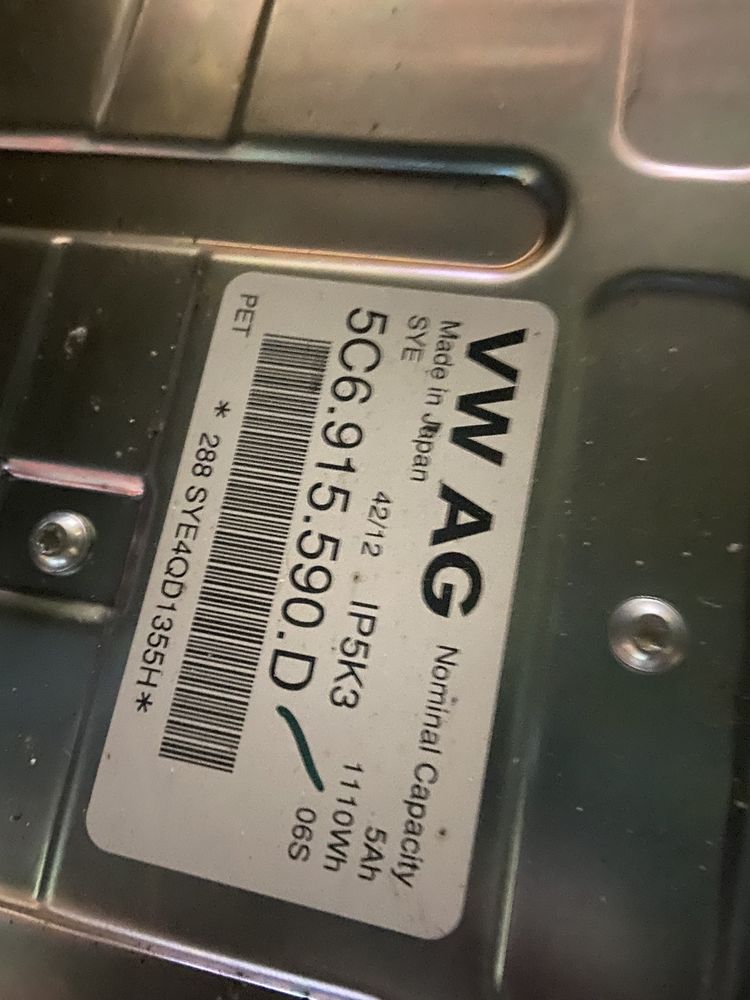 VW AG
Made in Japan
SYE
Nominal Capacity
5Ah
42/12 IP5K3 1110Wh
5C6.915.590.D
06S
PET
* 288 SYE4QD1355H*